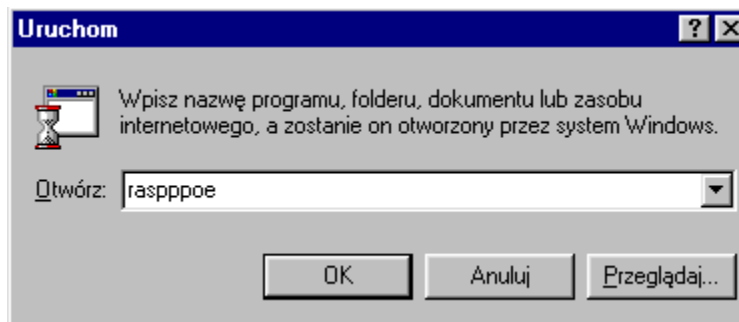 Uruchom
Wpisz nazwę programu, folderu, dokumentu lub zasobu
internetowego, a zostanie on otworzony przez system Windows.
Otwórz: raspppoe
OK Anuluj Przeglądaj...